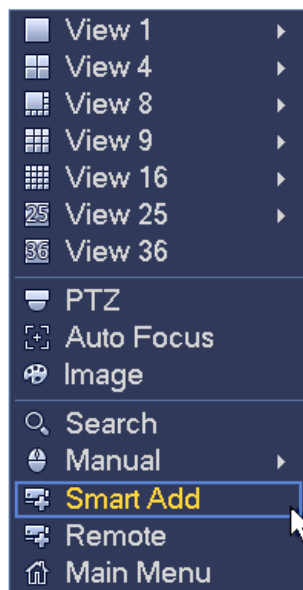 View 1
View 4
View 8
View 9
View 16
25 View 25
36 View 36
PTZ
Auto Focus
Image
Search
Manual
Smart Add
Remote
Main Menu